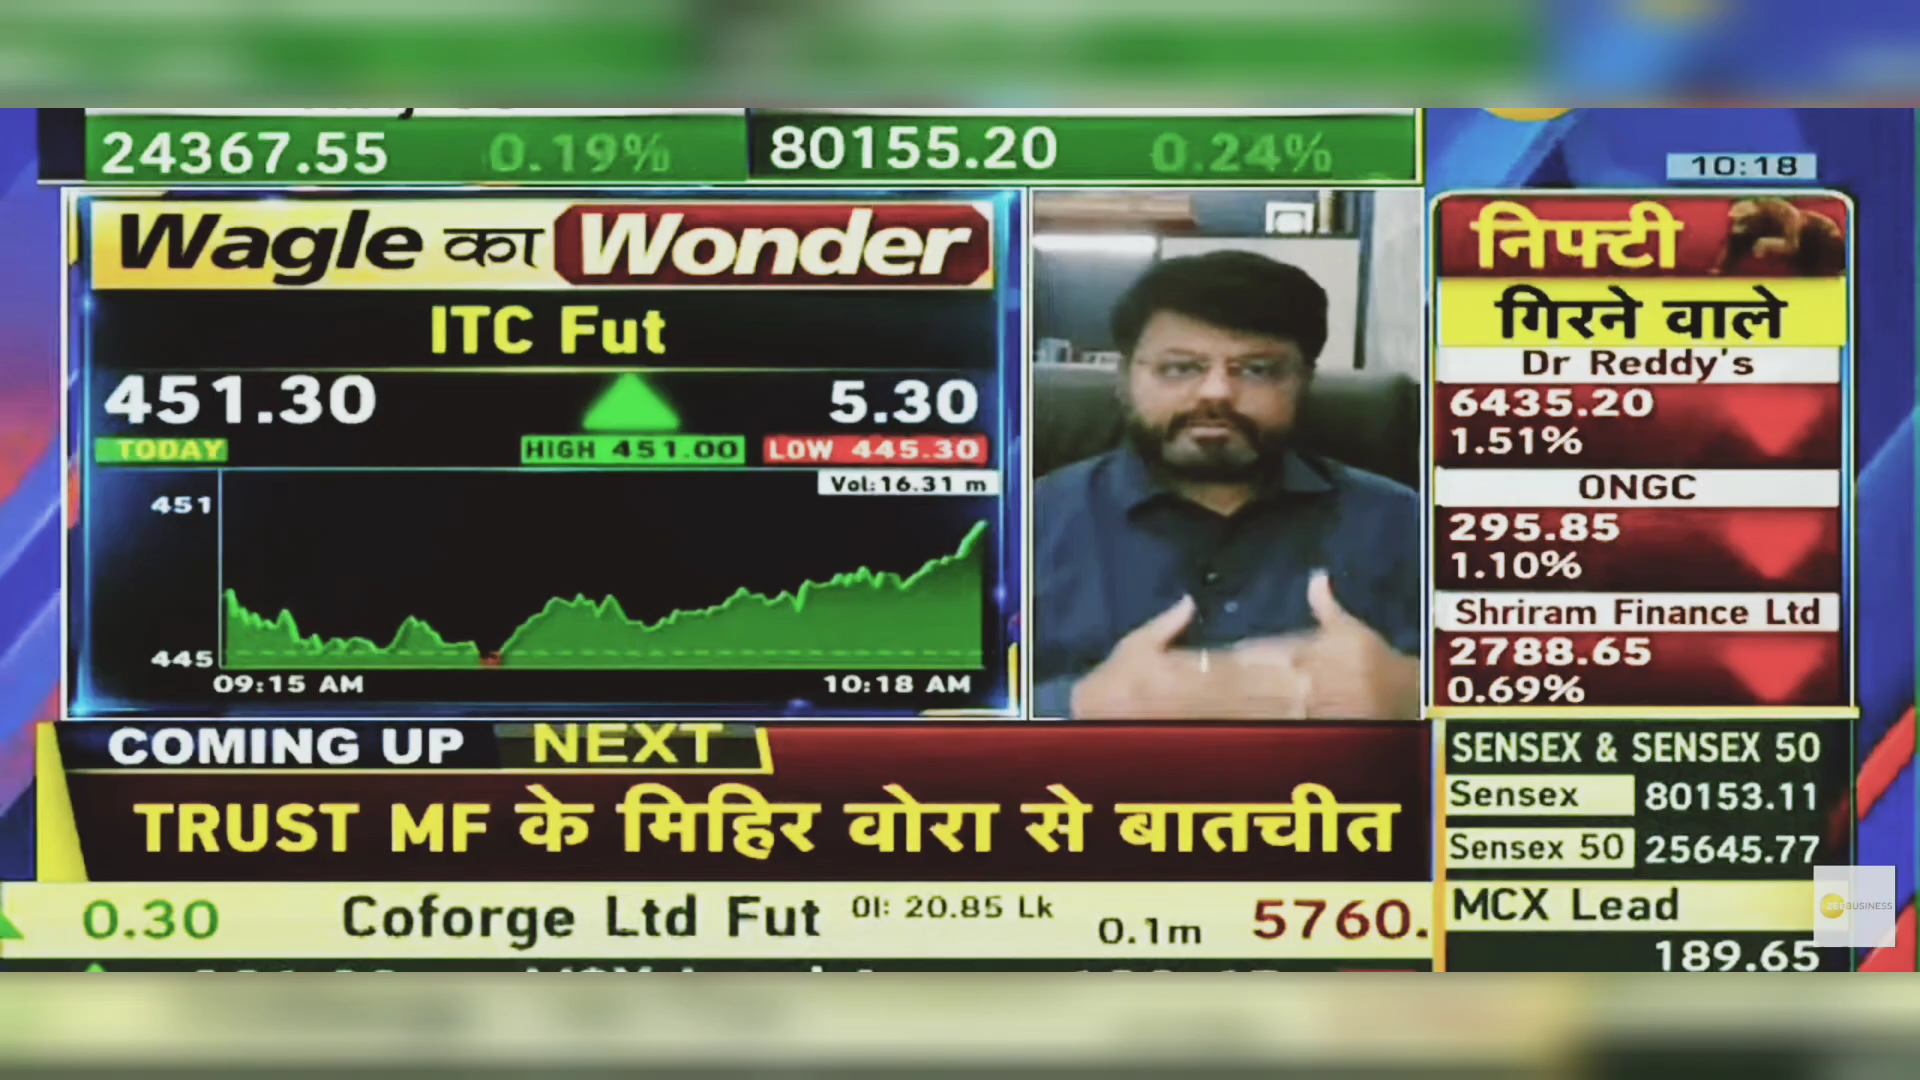 24367.55 0.19% 80155.20 0.24%
10:18
Wagle का Wonder
ITC Fut
451.30 5.30
TODAY HIGH 451.00 LOW 445.30
Vol:16.31 m
451
445
09:15 AM 10:18 AM
निफ्टी
गिरने वाले
Dr Reddy's
6435.20
1.51%
ONGC
295.85
1.10%
Shriram Finance Ltd
2788.65
0.69%
COMING UP NEXT
TRUST MF के मिहिर वोरा से बातचीत
SENSEX & SENSEX 50
Sensex 80153.11
Sensex 50 25645.77
MCX Lead
189.65
0.30 Coforge Ltd Fut OI: 20.85 Lk 0.1m 5760.
ZEE BUSINESS